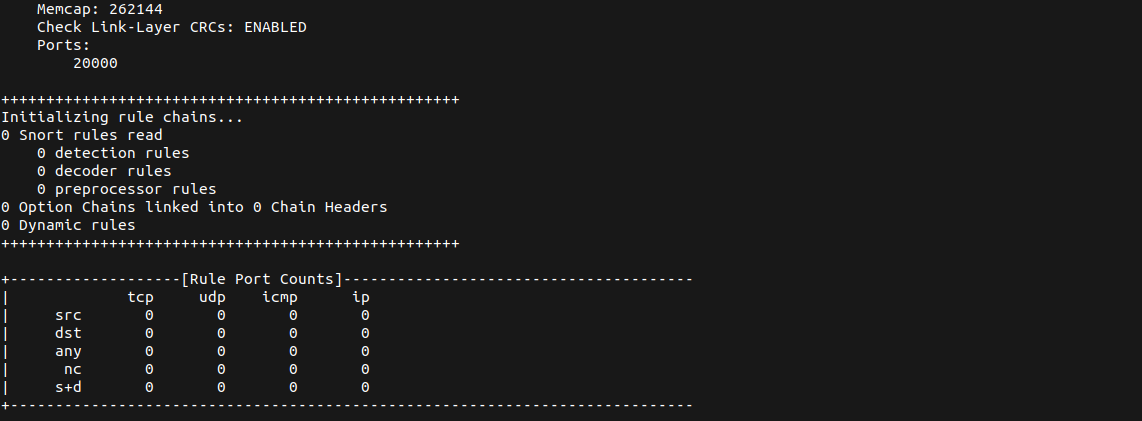 Memcap: 262144
    Check Link-Layer CRCs: ENABLED
    Ports:
        20000

+++++++++++++++++++++++++++++++++++++++++++++++++++
Initializing rule chains...
0 Snort rules read
    0 detection rules
    0 decoder rules
    0 preprocessor rules
0 Option Chains linked into 0 Chain Headers
0 Dynamic rules
+++++++++++++++++++++++++++++++++++++++++++++++++++

+-------------------[Rule Port Counts]---------------------------------------
|             tcp     udp    icmp      ip
|     src       0       0       0       0
|     dst       0       0       0       0
|     any       0       0       0       0
|      nc       0       0       0       0
|     s+d       0       0       0       0
+----------------------------------------------------------------------------